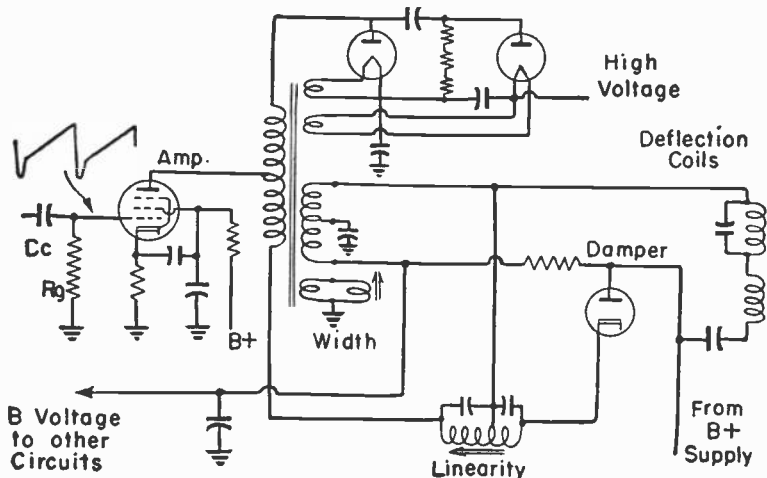 High
Voltage
Deflection
Coils
Amp.
Cc
Rg
B+
Width
Damper
B Voltage
to other
Circuits
Linearity
From
B+
Supply